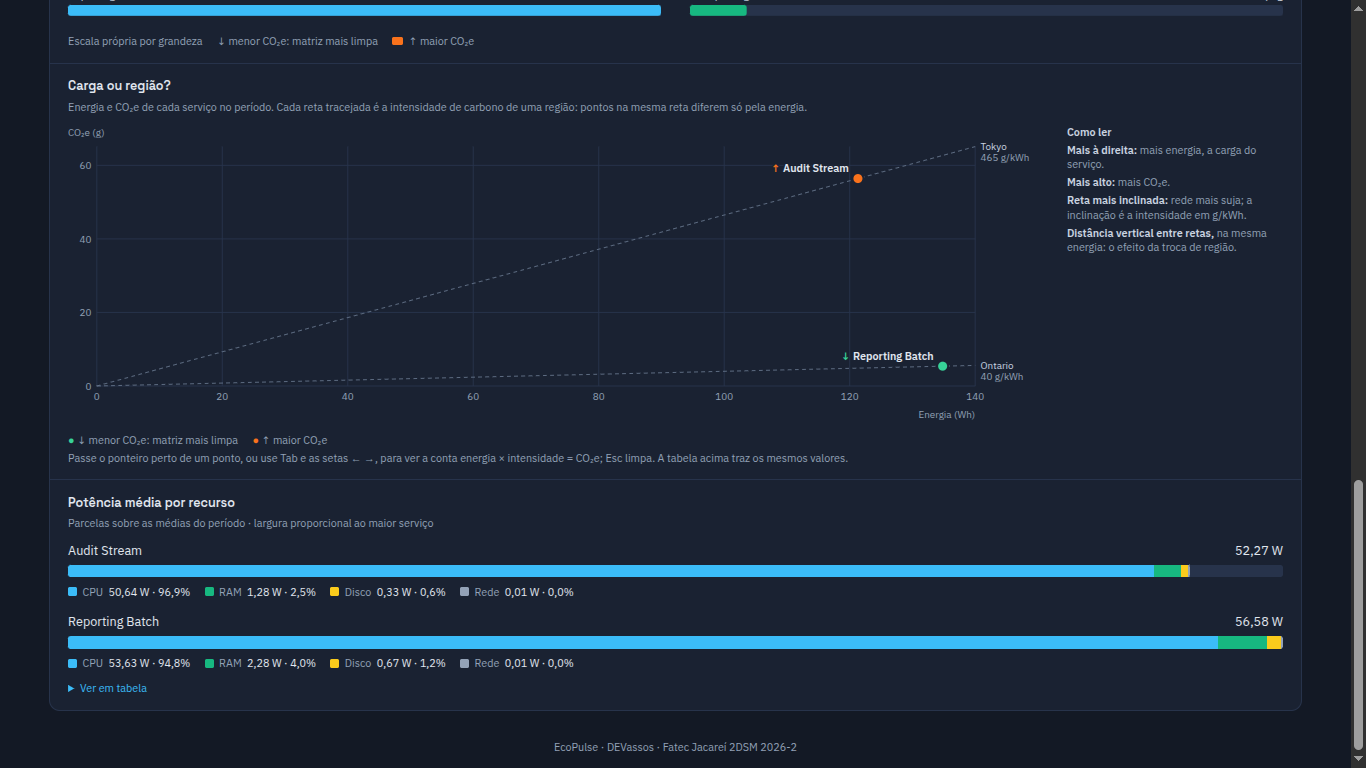 Escala própria por grandeza ↓ menor CO₂e: matriz mais limpa ↑ maior CO₂e
Carga ou região?
Energia e CO₂e de cada serviço no período. Cada reta tracejada é a intensidade de carbono de uma região: pontos na mesma reta diferem só pela energia.
CO₂e (g)
60
40
20
0
0 20 40 60 80 100 120 140
Energia (Wh)
↑ Audit Stream
Tokyo
465 g/kWh
↓ Reporting Batch
Ontario
40 g/kWh
Como ler
Mais à direita: mais energia, a carga do
serviço.
Mais alto: mais CO₂e.
Reta mais inclinada: rede mais suja; a
inclinação é a intensidade em g/kWh.
Distância vertical entre retas, na mesma
energia: o efeito da troca de região.
↓ menor CO₂e: matriz mais limpa ↑ maior CO₂e
Passe o ponteiro perto de um ponto, ou use Tab e as setas ← →, para ver a conta energia × intensidade = CO₂e; Esc limpa. A tabela acima traz os mesmos valores.
Potência média por recurso
Parcelas sobre as médias do período · largura proporcional ao maior serviço
Audit Stream 52,27 W
CPU 50,64 W · 96,9% RAM 1,28 W · 2,5% Disco 0,33 W · 0,6% Rede 0,01 W · 0,0%
Reporting Batch 56,58 W
CPU 53,63 W · 94,8% RAM 2,28 W · 4,0% Disco 0,67 W · 1,2% Rede 0,01 W · 0,0%
▶ Ver em tabela
EcoPulse · DEVassos · Fatec Jacareí 2DSM 2026-2